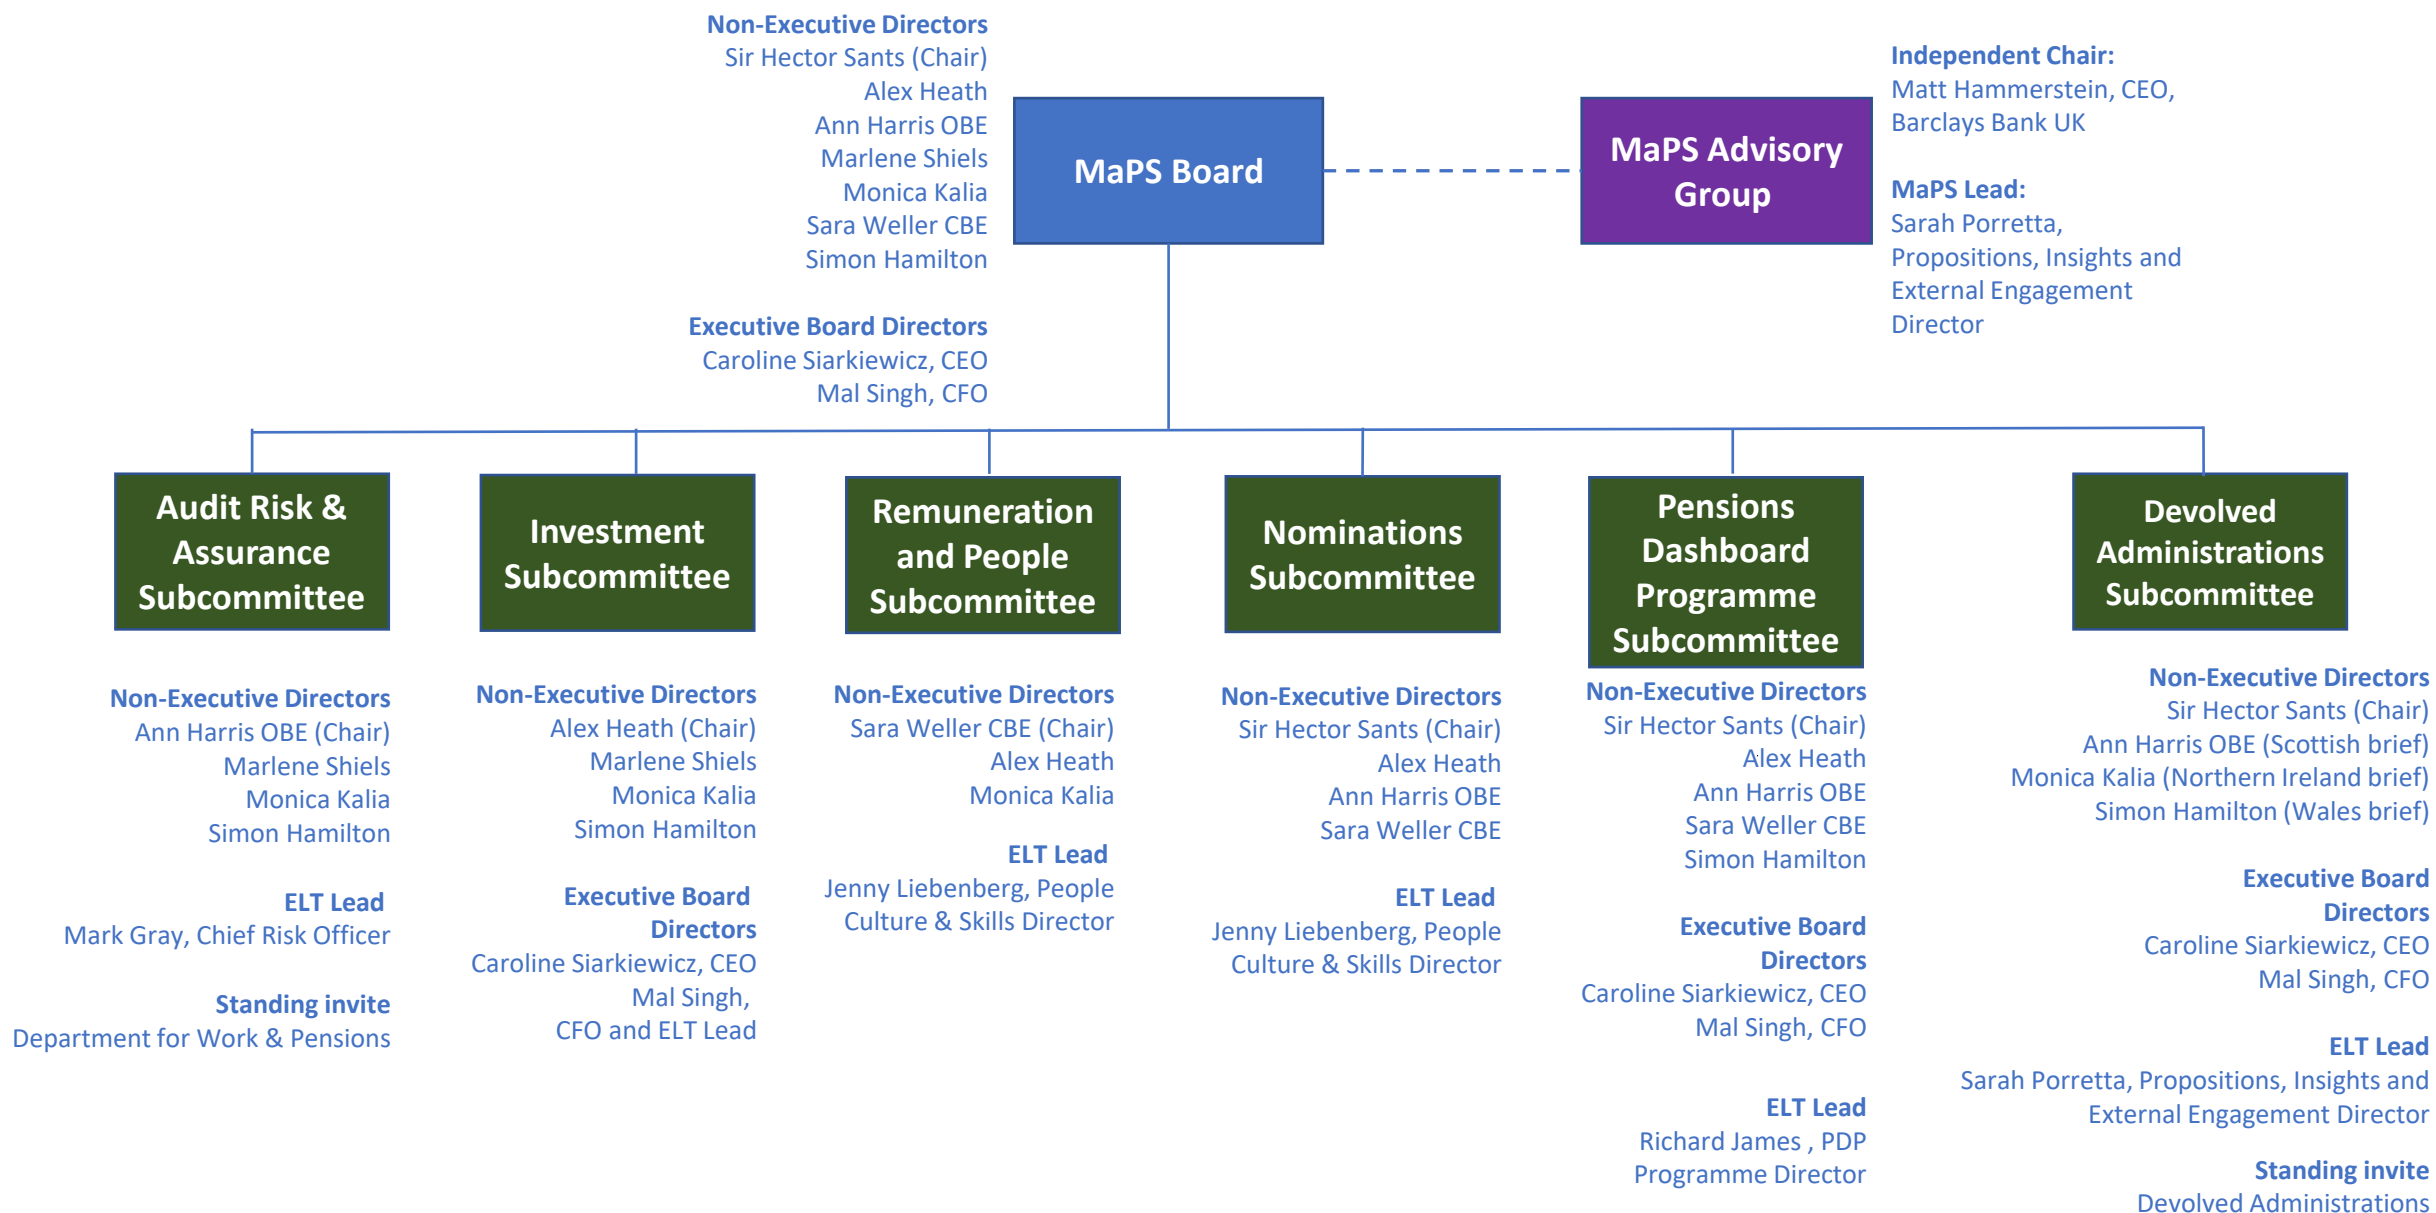 Non-Executive Directors
Sir Hector Sants (Chair)
Alex Heath
Ann Harris OBE
Marlene Shiels
Monica Kalia
Sara Weller CBE
Simon Hamilton
Executive Board Directors
Caroline Siarkiewicz, CEO
Mal Singh, CFO
MaPS Board
MaPS Advisory
Group
Independent Chair:
Matt Hammerstein, CEO,
Barclays Bank UK
MaPS Lead:
Sarah Porretta,
Propositions, Insights and
External Engagement
Director
Audit Risk &
Assurance
Subcommittee
Non-Executive Directors
Ann Harris OBE (Chair)
Marlene Shiels
Monica Kalia
Simon Hamilton
ELT Lead
Mark Gray, Chief Risk Officer
Standing invite
Department for Work & Pensions
Investment
Subcommittee
Non-Executive Directors
Alex Heath (Chair)
Marlene Shiels
Monica Kalia
Simon Hamilton
Executive Board
Directors
Caroline Siarkiewicz, CEO
Mal Singh,
CFO and ELT Lead
Remuneration
and People
Subcommittee
Non-Executive Directors
Sara Weller CBE (Chair)
Alex Heath
Monica Kalia
ELT Lead
Jenny Liebenberg, People
Culture & Skills Director
Nominations
Subcommittee
Non-Executive Directors
Sir Hector Sants (Chair)
Alex Heath
Ann Harris OBE
Sara Weller CBE
ELT Lead
Jenny Liebenberg, People
Culture & Skills Director
Pensions
Dashboard
Programme
Subcommittee
Non-Executive Directors
Sir Hector Sants (Chair)
Alex Heath
Ann Harris OBE
Sara Weller CBE
Simon Hamilton
Executive Board
Directors
Caroline Siarkiewicz, CEO
Mal Singh, CFO
ELT Lead
Richard James , PDP
Programme Director
Devolved
Administrations
Subcommittee
Non-Executive Directors
Sir Hector Sants (Chair)
Ann Harris OBE (Scottish brief)
Monica Kalia (Northern Ireland brief)
Simon Hamilton (Wales brief)
Executive Board
Directors
Caroline Siarkiewicz, CEO
Mal Singh, CFO
ELT Lead
Sarah Porretta, Propositions, Insights and
External Engagement Director
Standing invite
Devolved Administrations